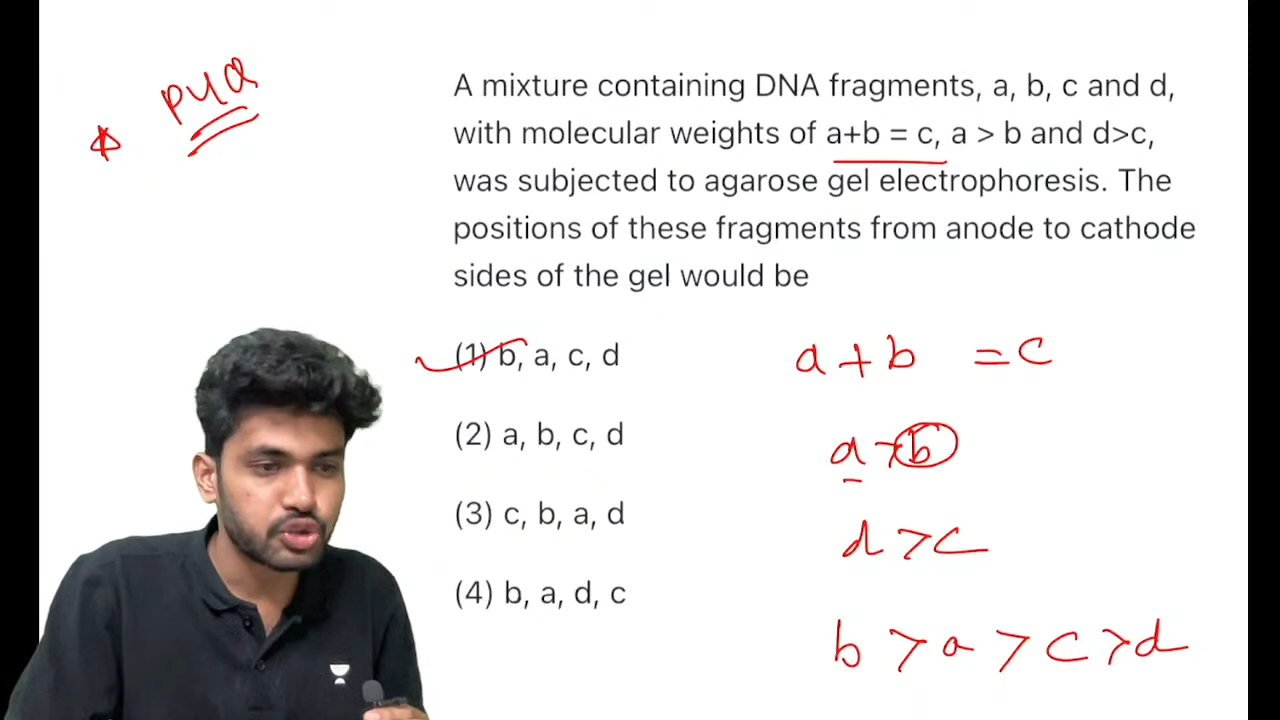 PYQ
A mixture containing DNA fragments, a, b, c and d,
with molecular weights of a+b = c, a > b and d>c,
was subjected to agarose gel electrophoresis. The
positions of these fragments from anode to cathode
sides of the gel would be
(1) b, a, c, d
(2) a, b, c, d
(3) c, b, a, d
(4) b, a, d, c
a + b = c
a > b
d > c
b > a > c > d